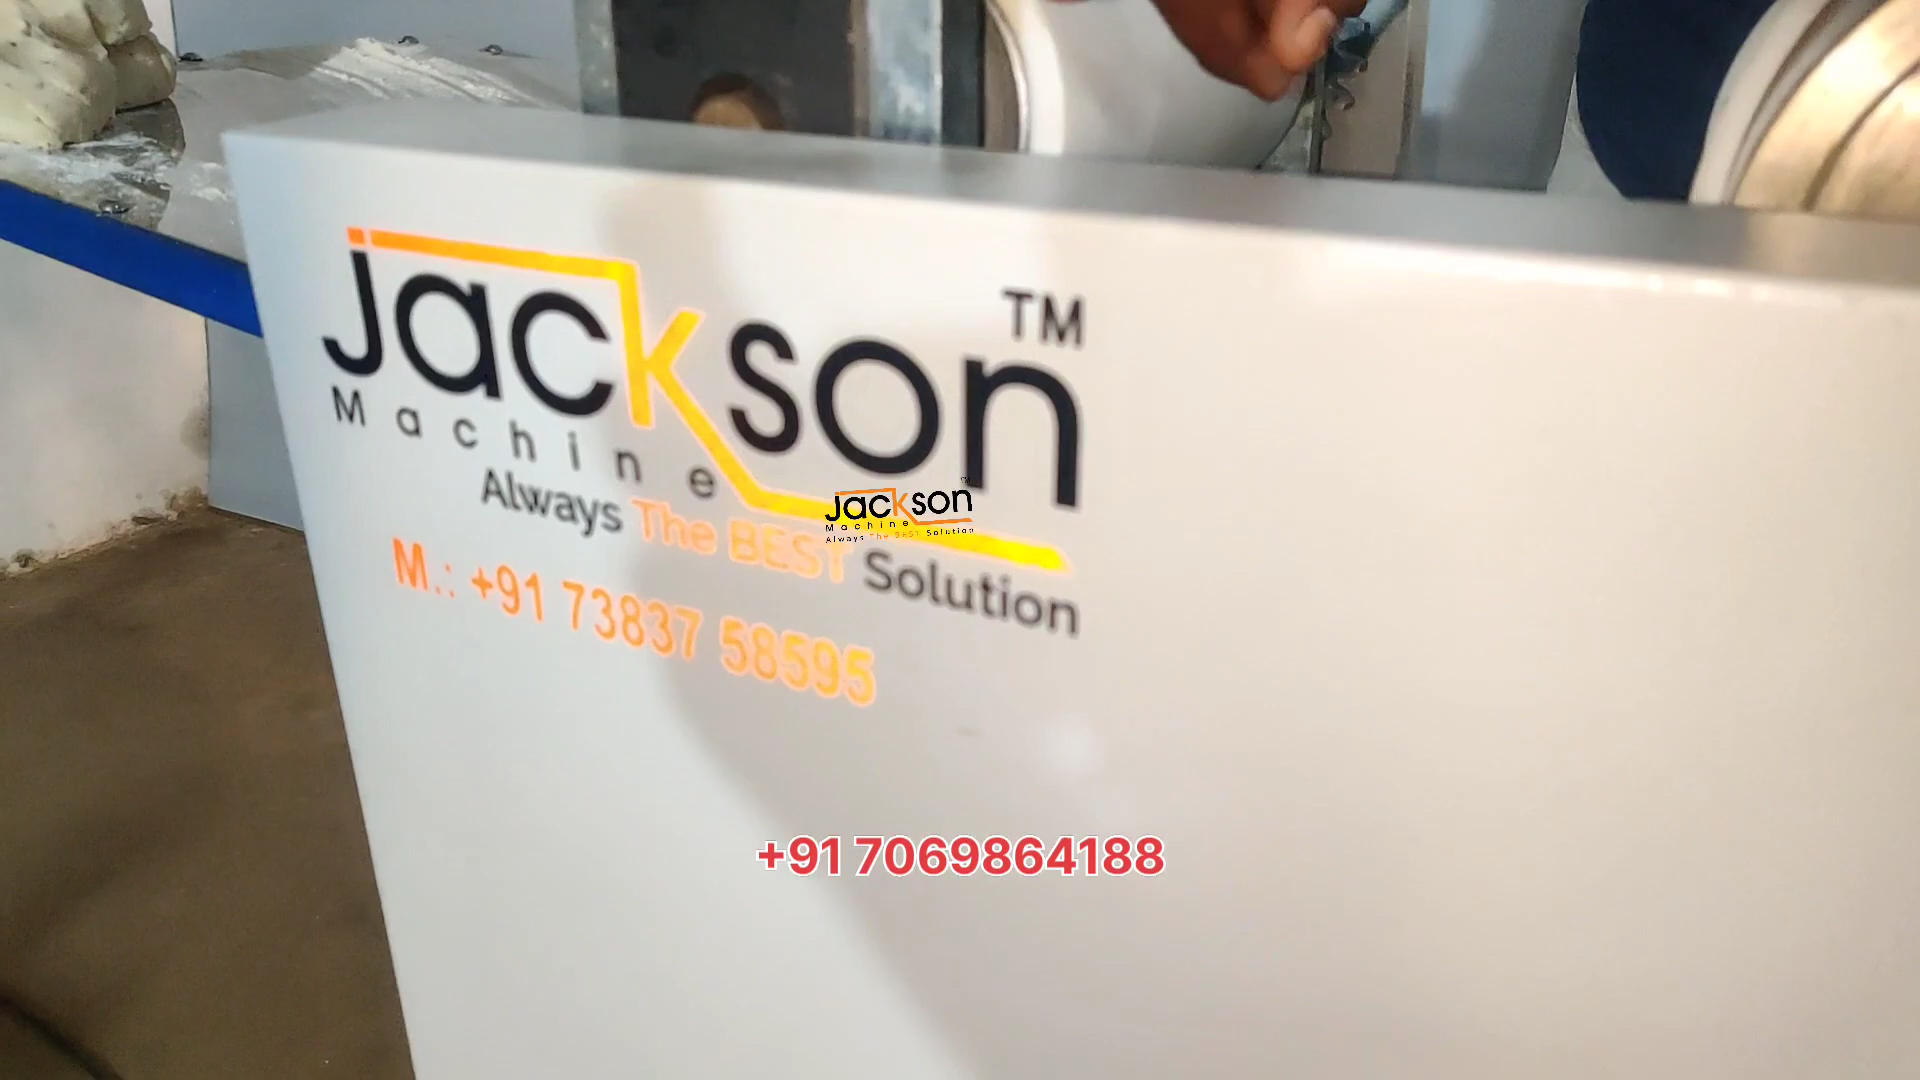 jackson TM
Machine
Always The BEST Solution
M.: +91 73837 58595
jackson
Machine
Always The BEST Solution
+91 7069864188